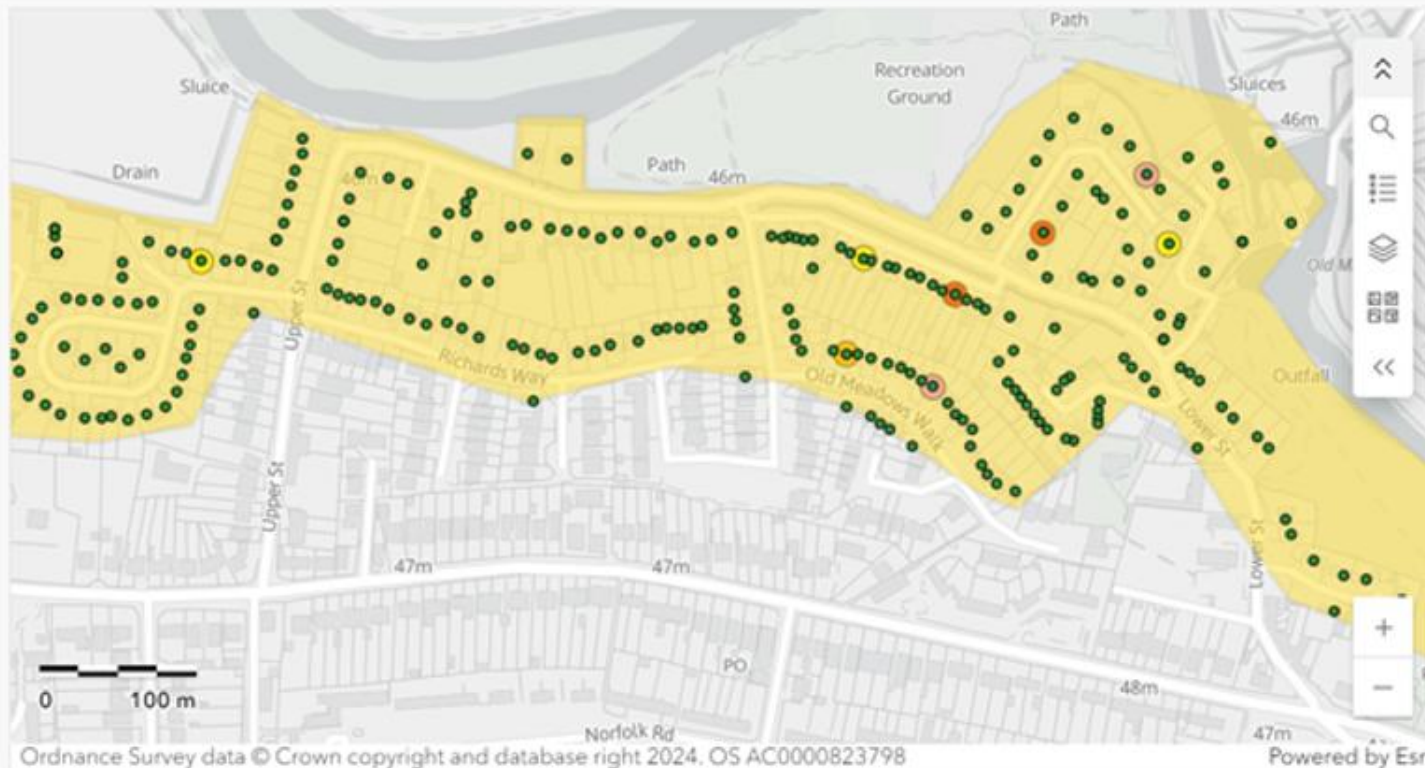 Path
Sluice
Recreation
Ground
Sluices
46m
Drain
Path
46m
46m
Old M
Upper St
Richards Way
Old Meadows Walk
Outfall
Lower St
Upper St
Lower St
47m
47m
PO
48m
0
100 m
Norfolk Rd
47m
Ordnance Survey data © Crown copyright and database right 2024. OS AC0000823798
Powered by Esr